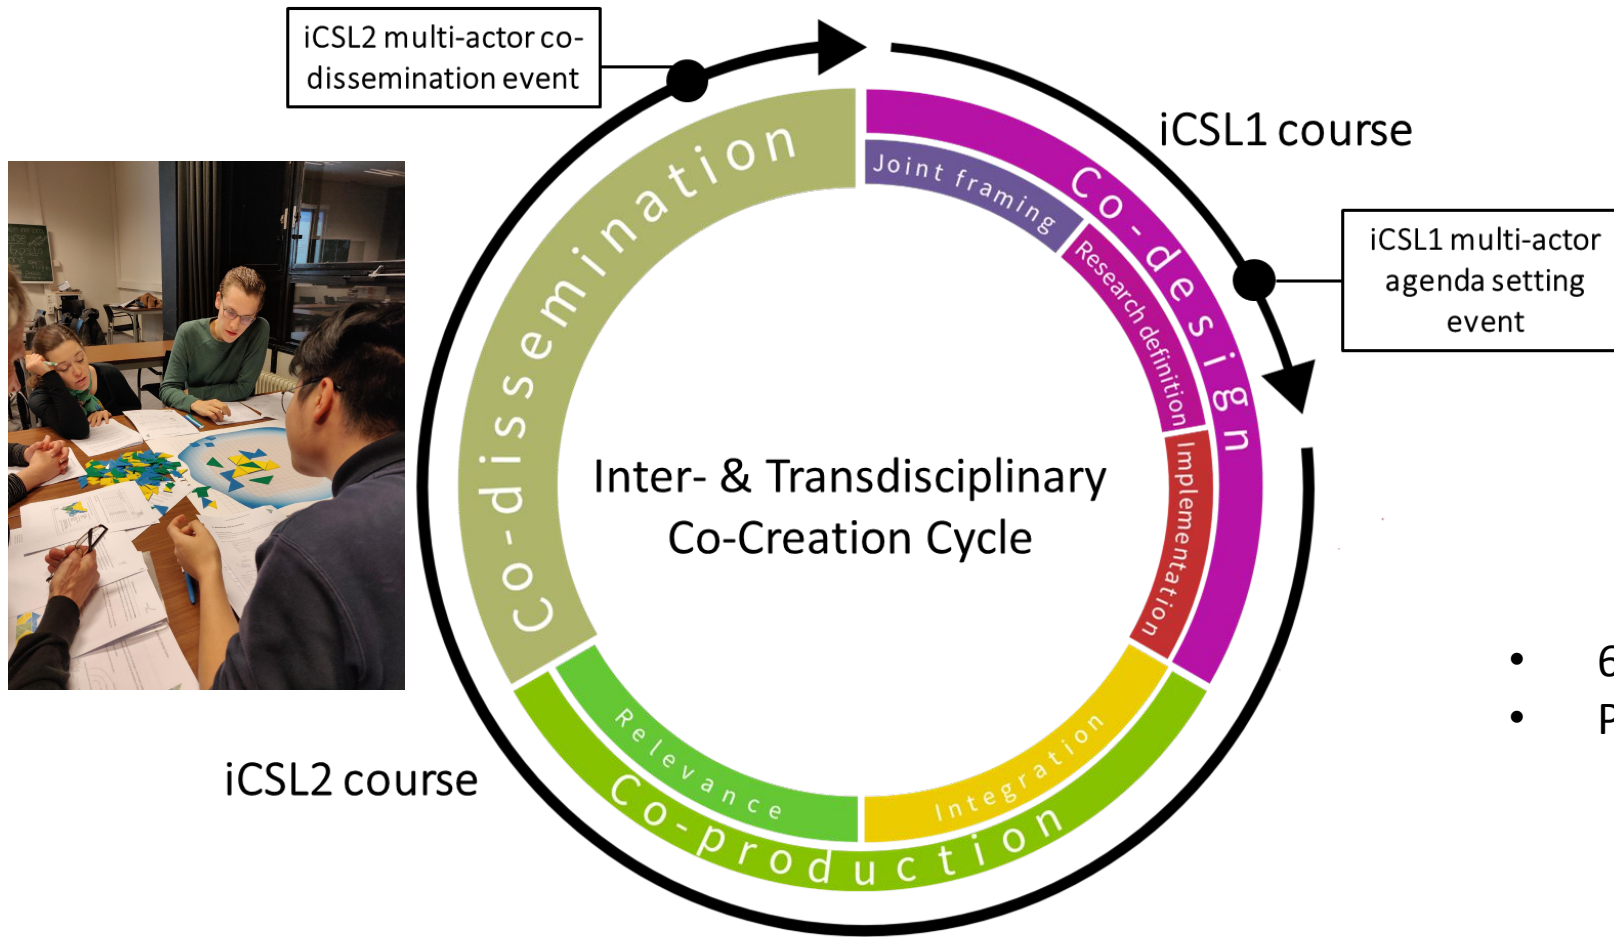 iCSL2 multi-actor co-
dissemination event
iCSL1 course
iCSL1 multi-actor
agenda setting
event
Co-dissemination
Co-design
Joint framing
Research definition
Implementation
Inter- & Transdisciplinary
Co-Creation Cycle
Integration
Relevance
Co-production
iCSL2 course
• 6
• P